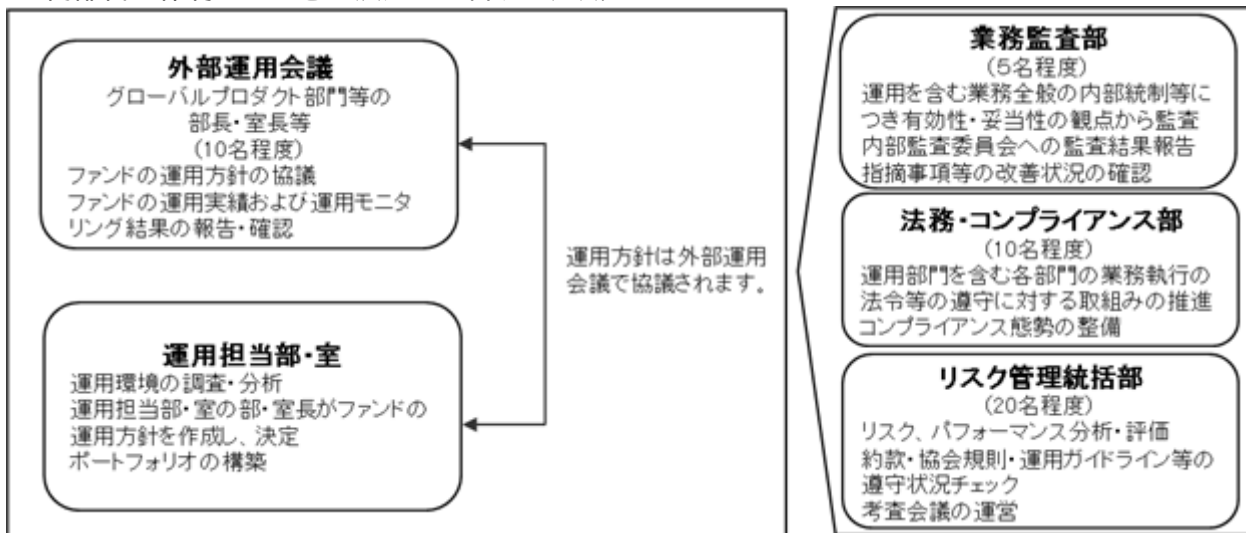 外部運用会議
グローバルプロダクト部門等の
部長・室長等
(10名程度)
ファンドの運用方針の協議
ファンドの運用実績および運用モニタ
リング結果の報告・確認
運用方針は外部運用
会議で協議されます。
運用担当部・室
運用環境の調査・分析
運用担当部・室の部・室長がファンドの
運用方針を作成し、決定
ポートフォリオの構築
業務監査部
(5名程度)
運用を含む業務全般の内部統制等に
つき有効性・妥当性の観点から監査
内部監査委員会への監査結果報告
指摘事項等の改善状況の確認
法務・コンプライアンス部
(10名程度)
運用部門を含む各部門の業務執行の
法令等の遵守に対する取組みの推進
コンプライアンス態勢の整備
リスク管理統括部
(20名程度)
リスク、パフォーマンス分析・評価
約款・協会規則・運用ガイドライン等の
遵守状況チェック
考査会議の運営